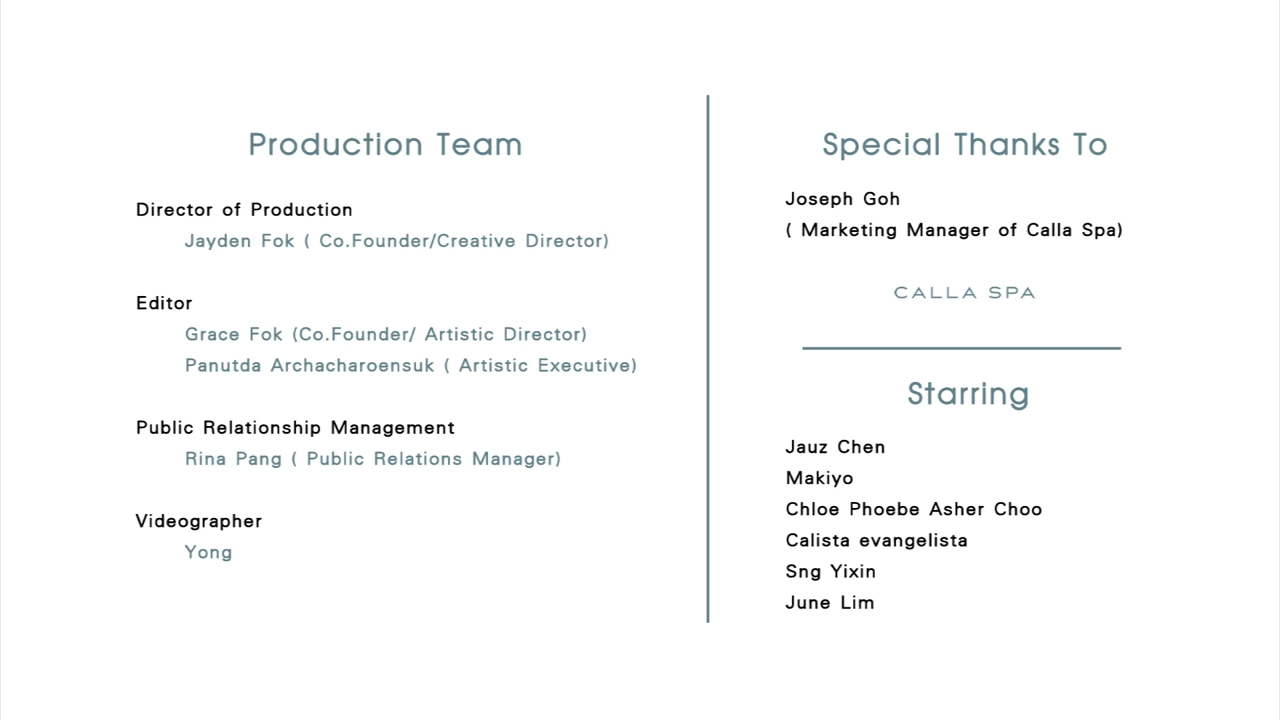 Production Team
Director of Production
Jayden Fok ( Co.Founder/Creative Director)
Editor
Grace Fok (Co.Founder/ Artistic Director)
Panutda Archacharoensuk ( Artistic Executive)
Public Relationship Management
Rina Pang ( Public Relations Manager)
Videographer
Yong
Special Thanks To
Joseph Goh
( Marketing Manager of Calla Spa)
CALLA SPA
Starring
Jauz Chen
Makiyo
Chloe Phoebe Asher Choo
Calista evangelista
Sng Yixin
June Lim